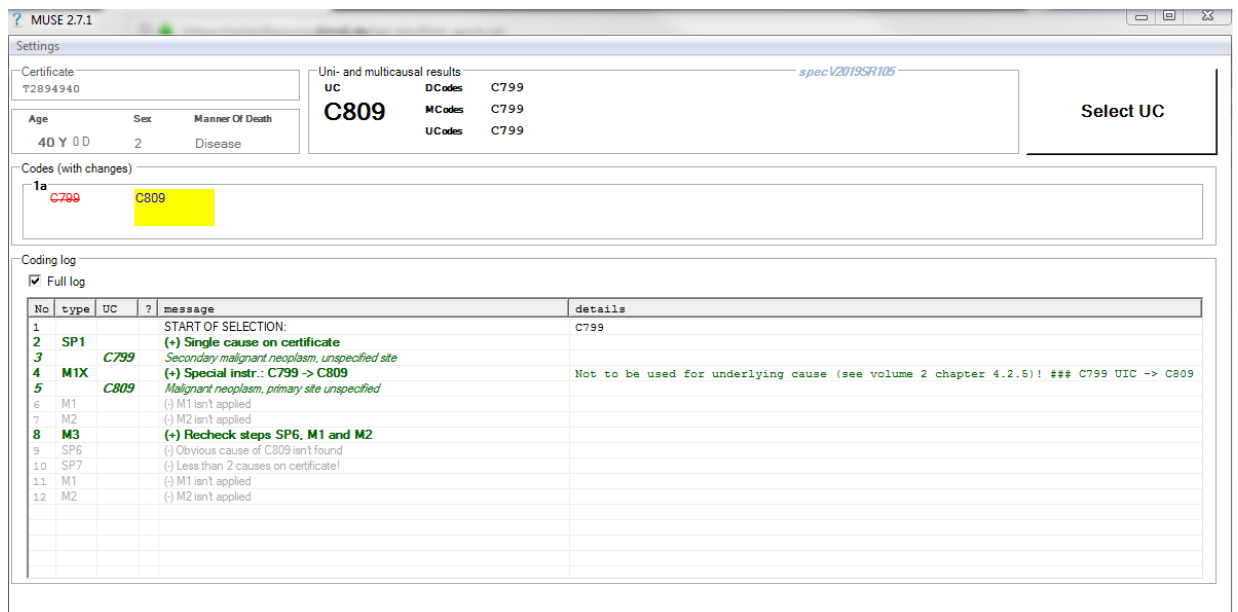 ? MUSE 2.7.1
Settings
Certificate
T2894940
Uni- and multicausal results
specV2019SR105
UC DCodes C799
C809 MCodes C799
UCodes C799
Select UC
Age Sex Manner Of Death
40 Y 0 D 2 Disease
Codes (with changes)
1a
C799 C809
Coding log
Full log
No type UC ? message details
1 START OF SELECTION: C799
2 SP1 (+) Single cause on certificate
3 C799 Secondary malignant neoplasm, unspecified site
4 M1X (+) Special instr.: C799 -> C809 Not to be used for underlying cause (see volume 2 chapter 4.2.5)! ### C799 UIC -> C809
5 C809 Malignant neoplasm, primary site unspecified
6 M1 (-) M1 isn't applied
7 M2 (-) M2 isn't applied
8 M3 (+) Recheck steps SP6, M1 and M2
9 SP6 (-) Obvious cause of C809 isn't found
10 SP7 (-) Less than 2 causes on certificate!
11 M1 (-) M1 isn't applied
12 M2 (-) M2 isn't applied